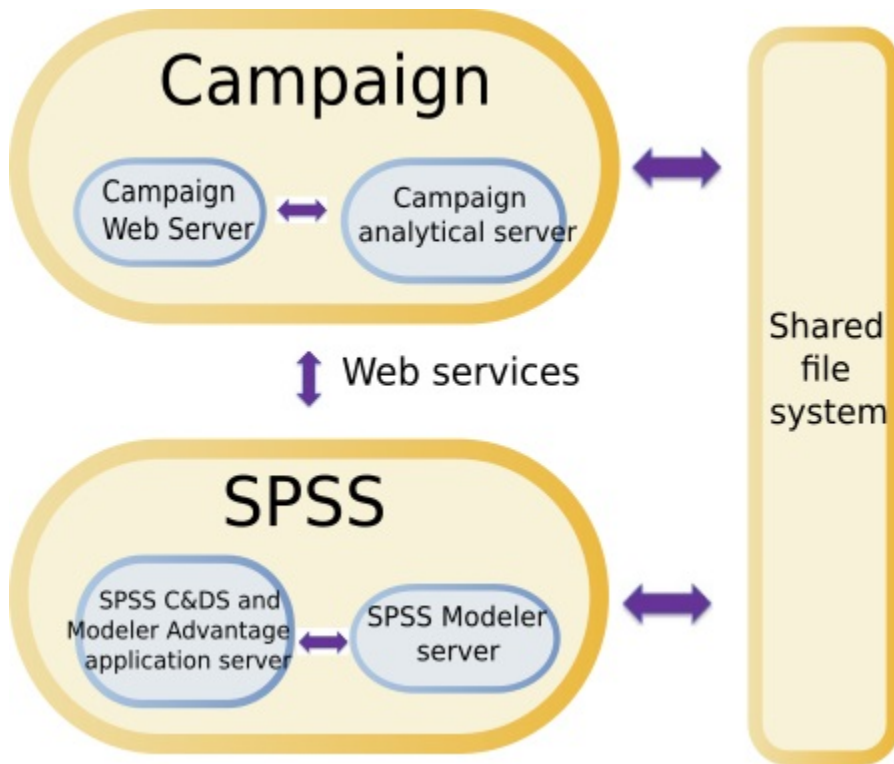 Campaign
Campaign
Web Server
Campaign
analytical server
Web services
SPSS
SPSS C&DS and
Modeler Advantage
application server
SPSS Modeler
server
Shared
file
system